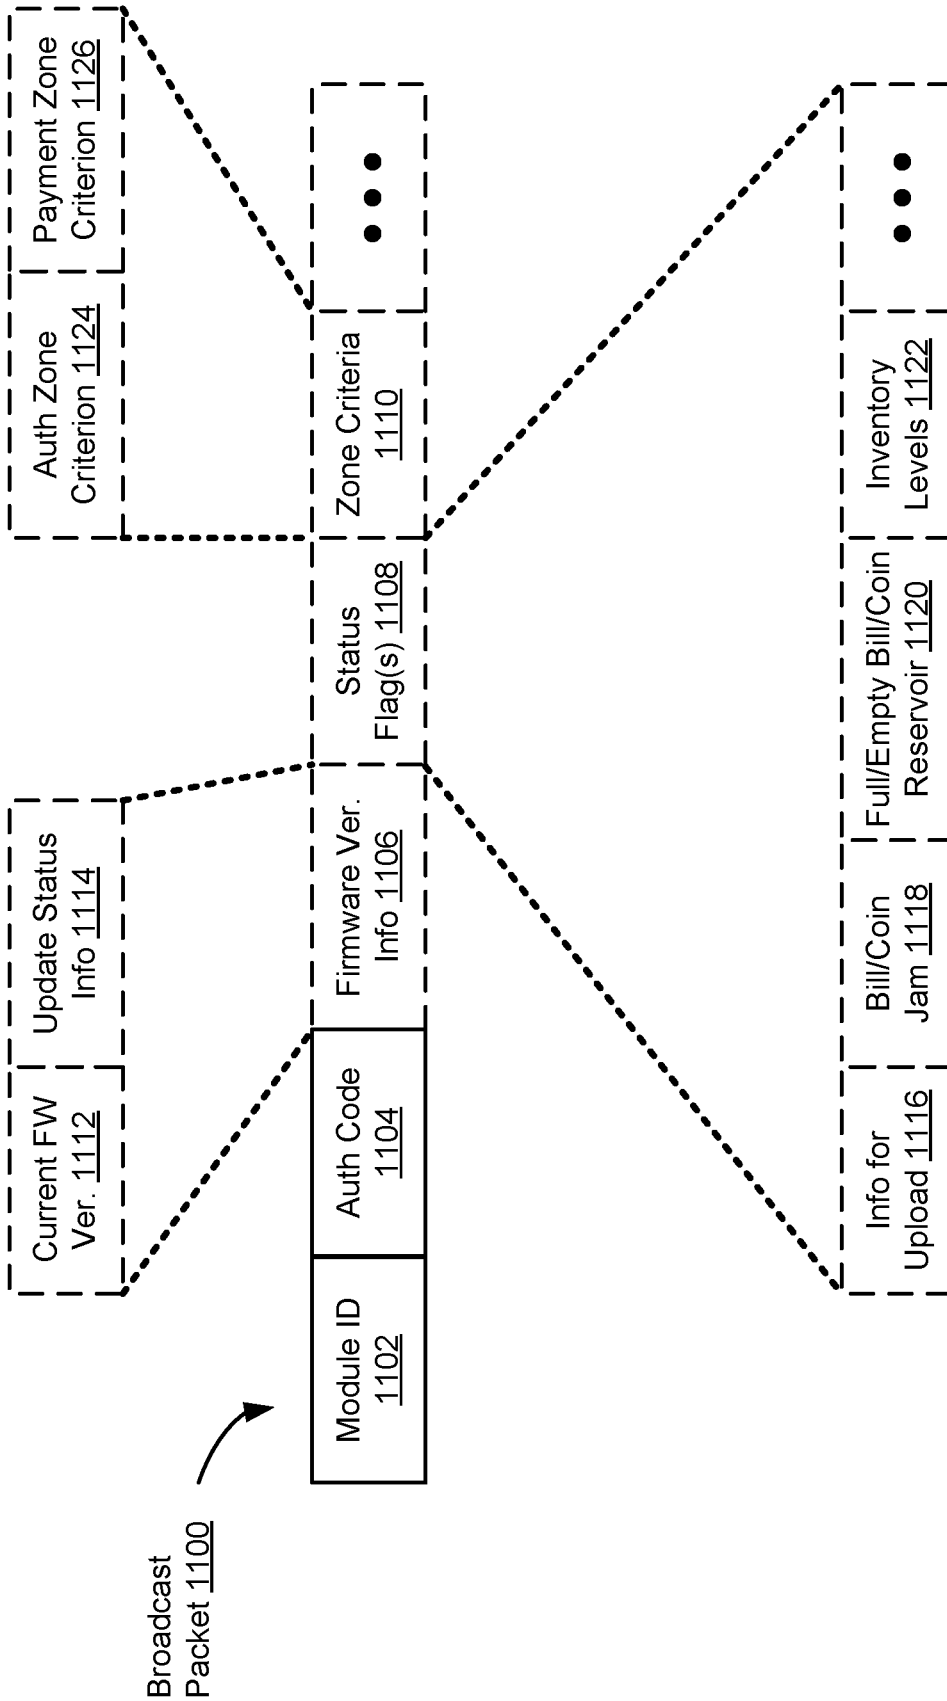 Broadcast
Packet 1100
Current FW
Ver. 1112
Update Status
Info 1114
Auth Zone
Criterion 1124
Payment Zone
Criterion 1126
Module ID
1102
Auth Code
1104
Firmware Ver.
Info 1106
Status
Flag(s) 1108
Zone Criteria
1110
Info for
Upload 1116
Bill/Coin
Jam 1118
Full/Empty Bill/Coin
Reservoir 1120
Inventory
Levels 1122